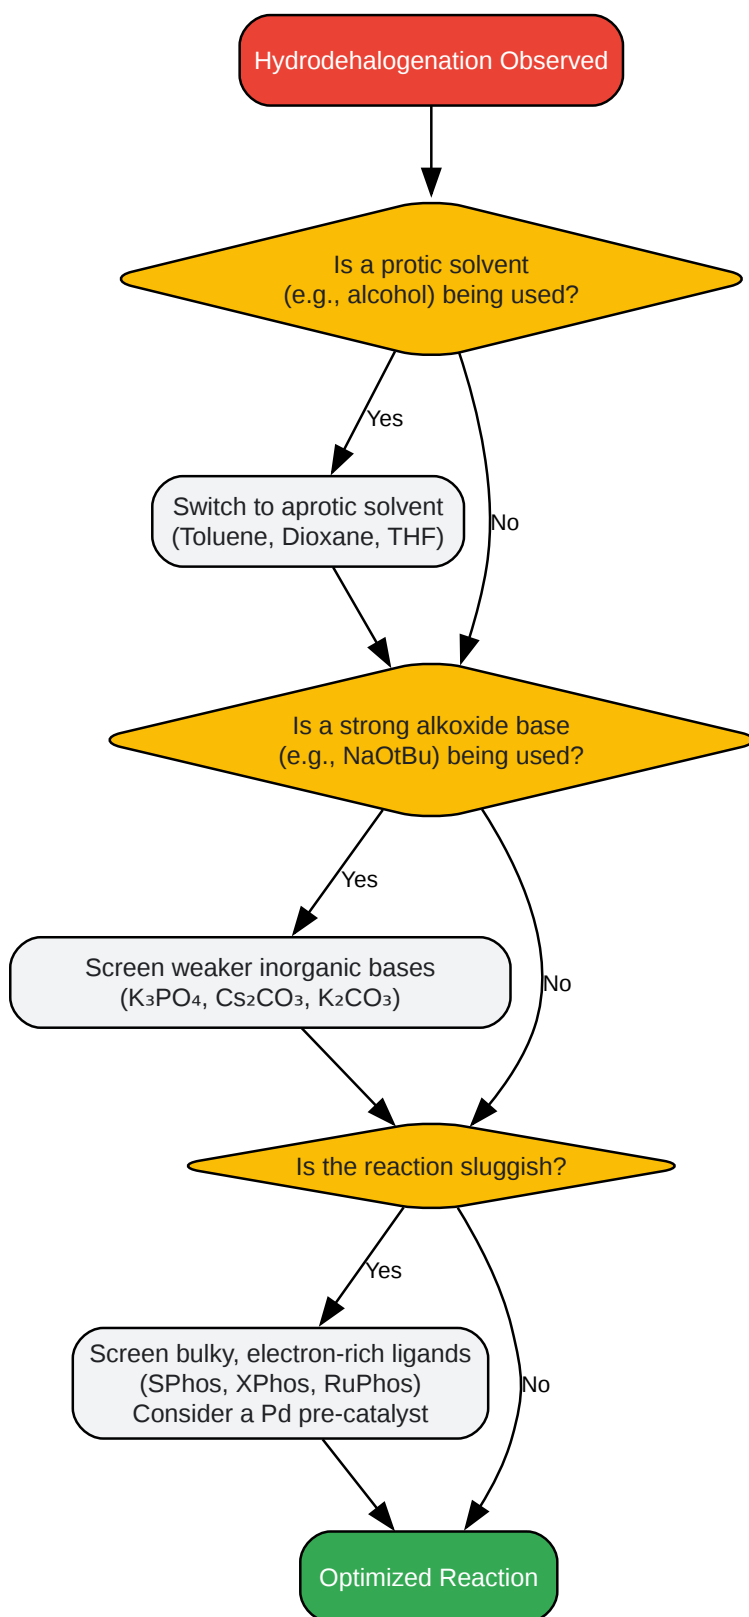 Hydrodehalogenation Observed
Is a protic solvent
(e.g., alcohol) being used?
Yes
Switch to aprotic solvent
(Toluene, Dioxane, THF)
No
Is a strong alkoxide base
(e.g., NaOtBu) being used?
Yes
Screen weaker inorganic bases
(K₃PO₄, Cs₂CO₃, K₂CO₃)
No
Is the reaction sluggish?
Yes
Screen bulky, electron-rich ligands
(SPhos, XPhos, RuPhos)
Consider a Pd pre-catalyst
No
Optimized Reaction